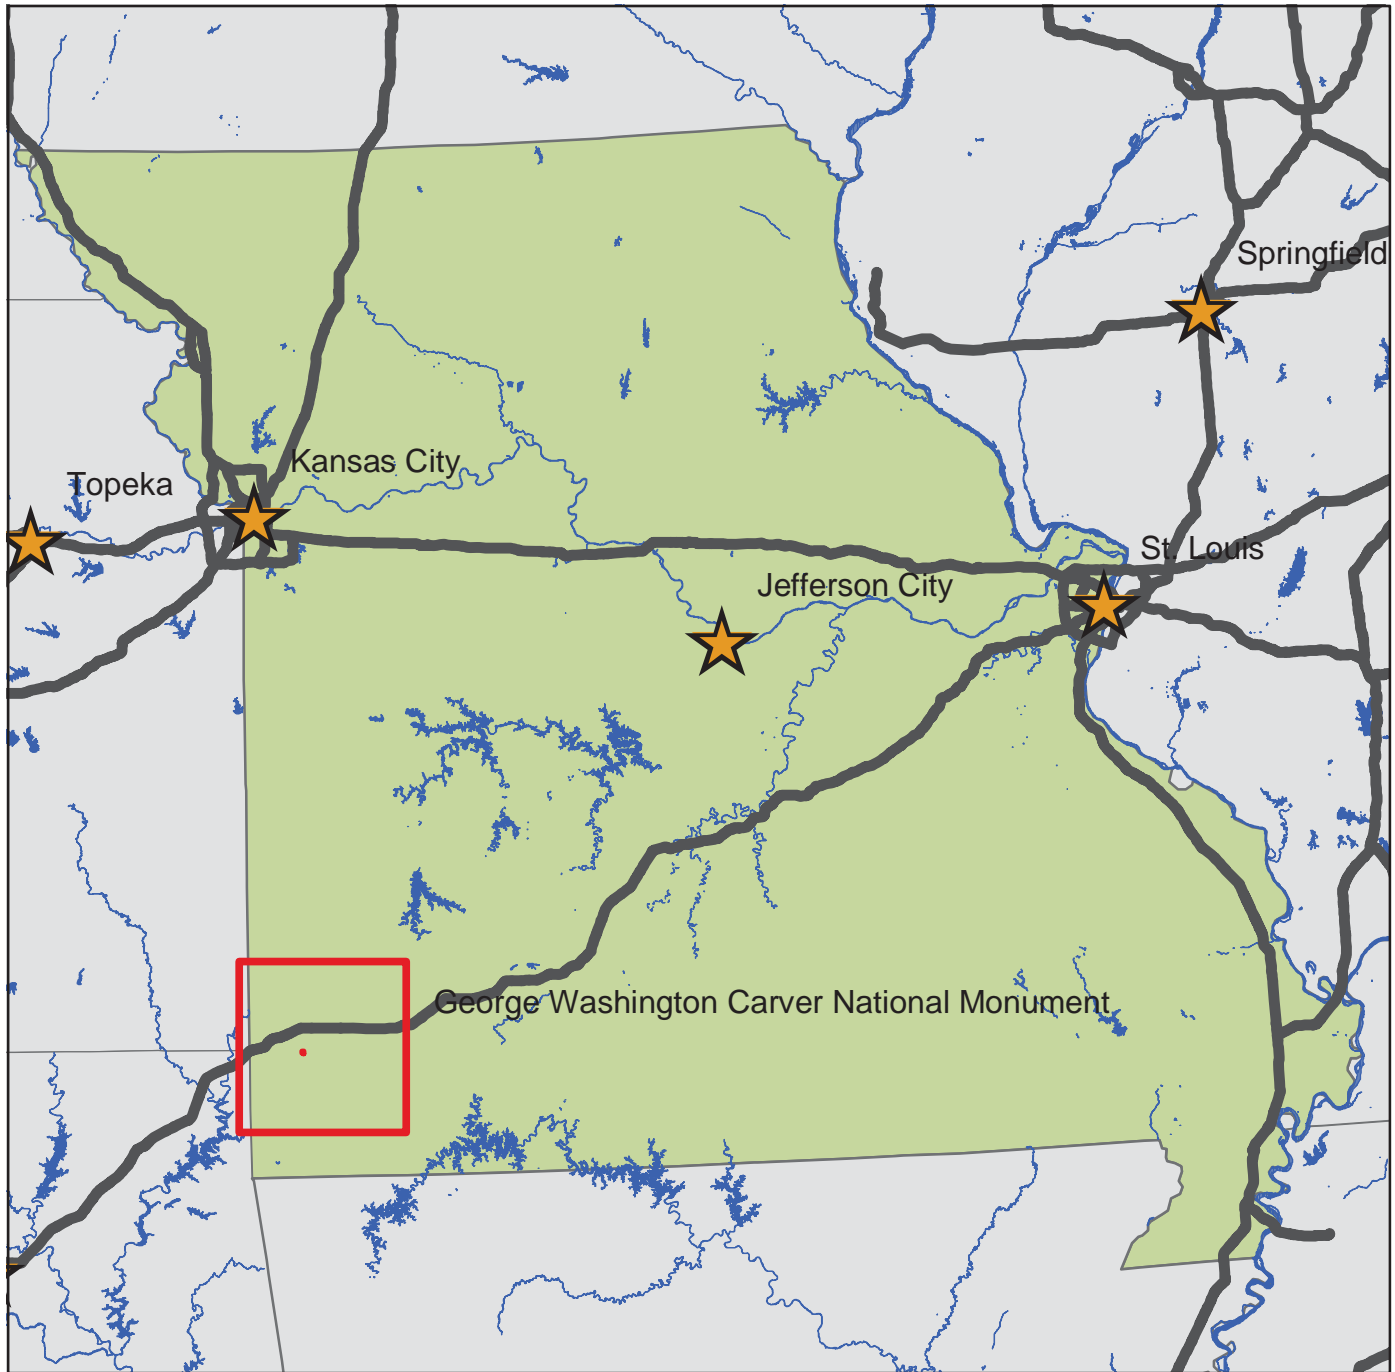 Springfield
Kansas City
Topeka
St. Louis
Jefferson City
George Washington Carver National Monument